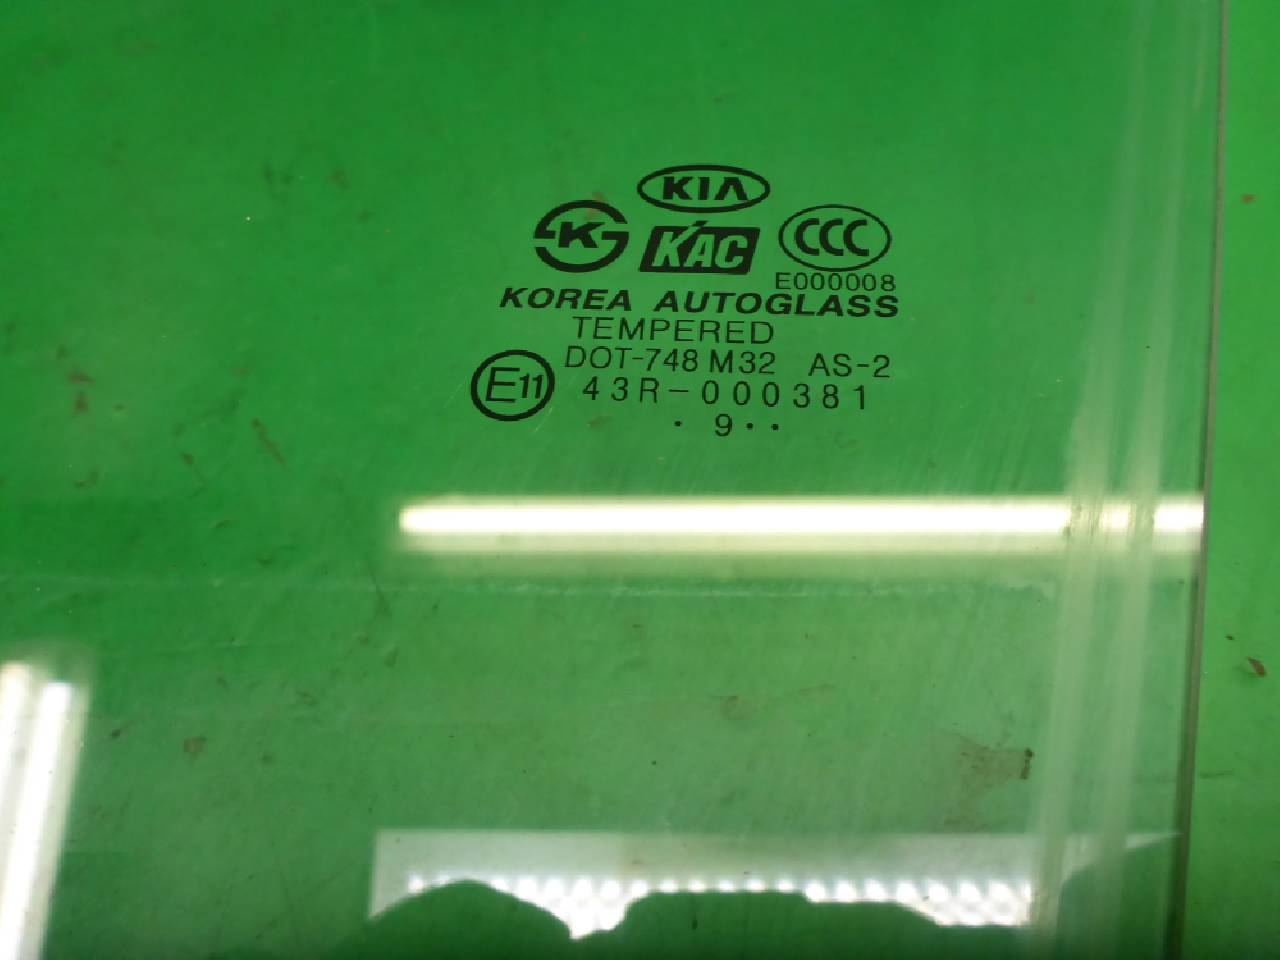 KIA
K KAC CCC
E000008
KOREA AUTOGLASS
TEMPERED
DOT-748 M32 AS-2
E11 43R-000381
· 9 · ·